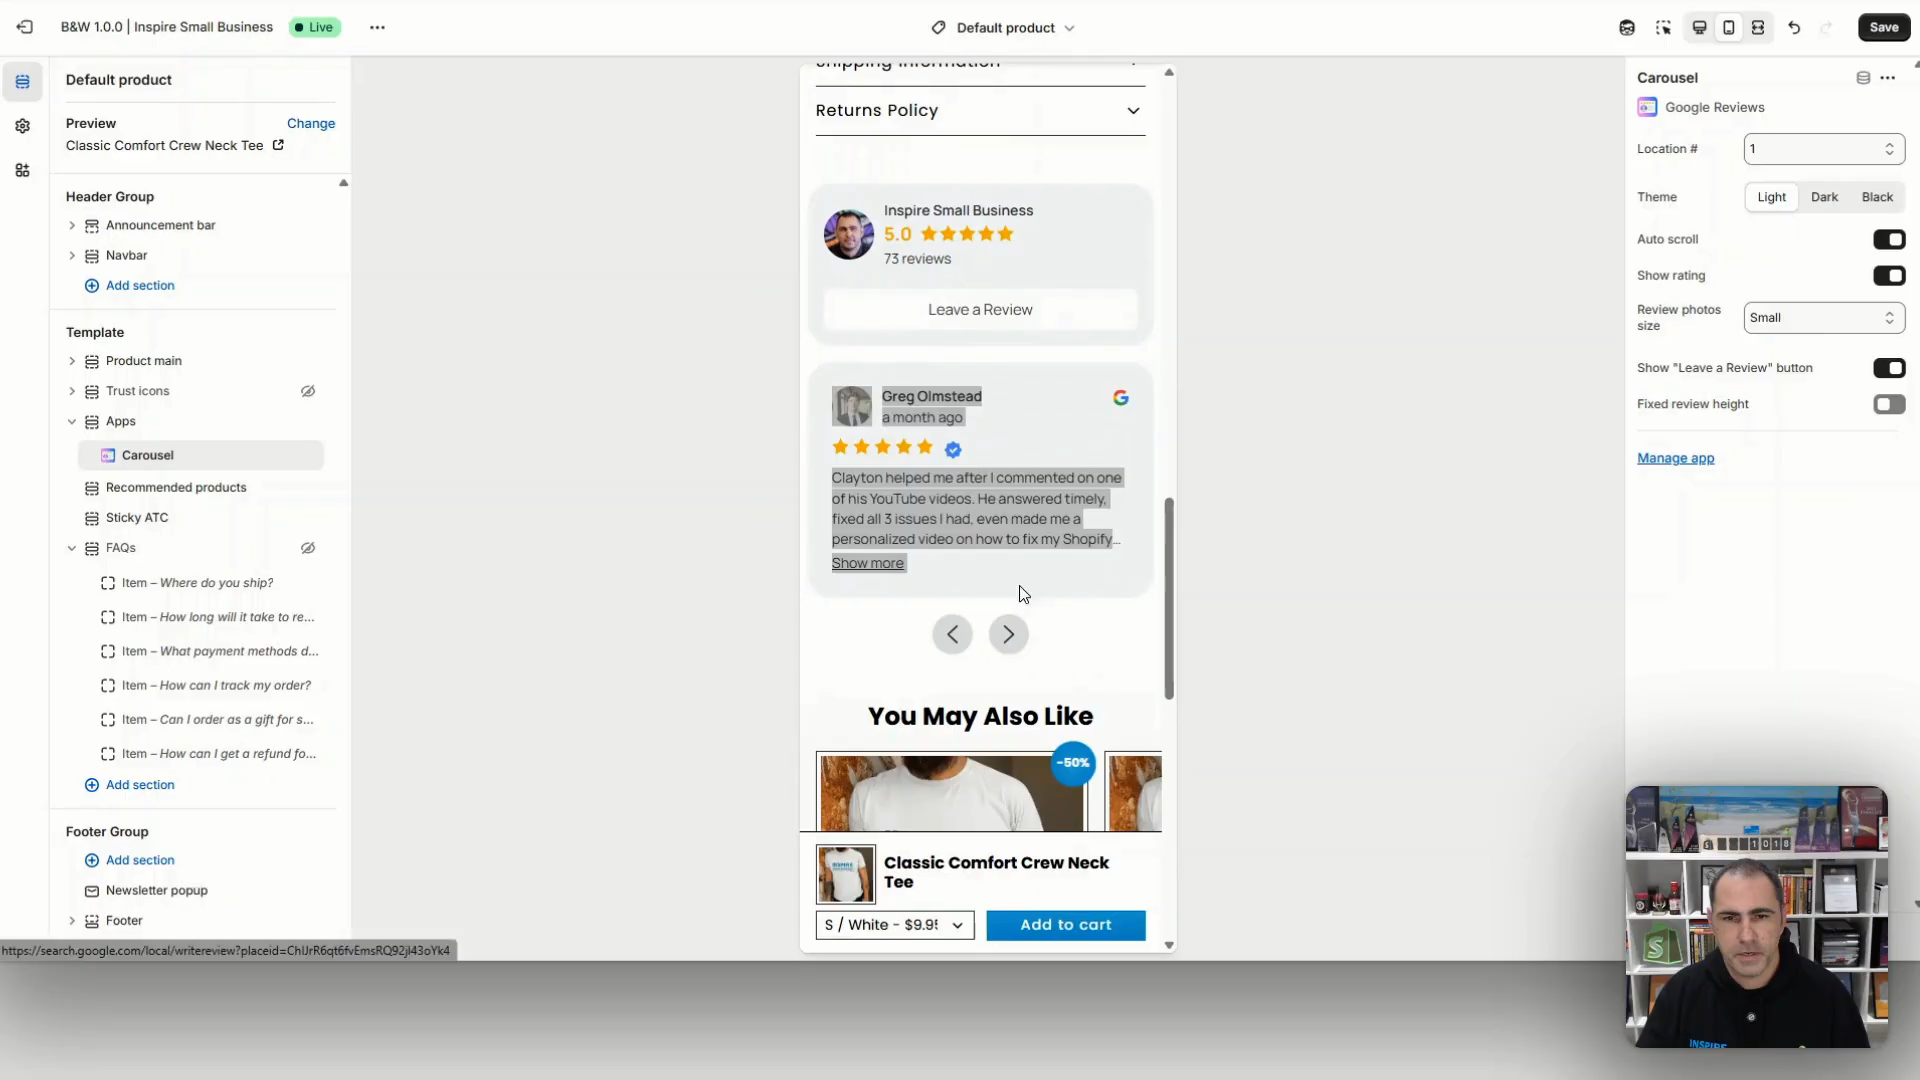 B&W 1.0.0 | Inspire Small Business
Live
Default product
Save
Default product
Preview
Change
Classic Comfort Crew Neck Tee
Header Group
Announcement bar
Navbar
Add section
Template
Product main
Trust icons
Apps
Carousel
Recommended products
Sticky ATC
FAQs
Item – Where do you ship?
Item – How long will it take to re...
Item – What payment methods d...
Item – How can I track my order?
Item – Can I order as a gift for s...
Item – How can I get a refund fo...
Add section
Footer Group
Add section
Newsletter popup
Footer
https://search.google.com/local/writereview?placeid=ChIJrR6qt6fvEmsRQ92jI43oYk4
Shipping Information
Returns Policy
Inspire Small Business
5.0
73 reviews
Leave a Review
Greg Olmstead
a month ago
Clayton helped me after I commented on one
of his YouTube videos. He answered timely,
fixed all 3 issues I had, even made me a
personalized video on how to fix my Shopify...
Show more
You May Also Like
-50%
Classic Comfort Crew Neck
Tee
S / White - $9.95
Add to cart
Carousel
Google Reviews
Location #
1
Theme
Light
Dark
Black
Auto scroll
Show rating
Review photos
size
Small
Show "Leave a Review" button
Fixed review height
Manage app
1 0 1 8
INSPIRE